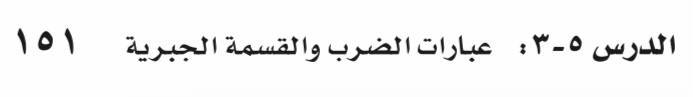 الدرس ٥-٣ : عبارات الضرب والقسمة الجبرية ١٥١